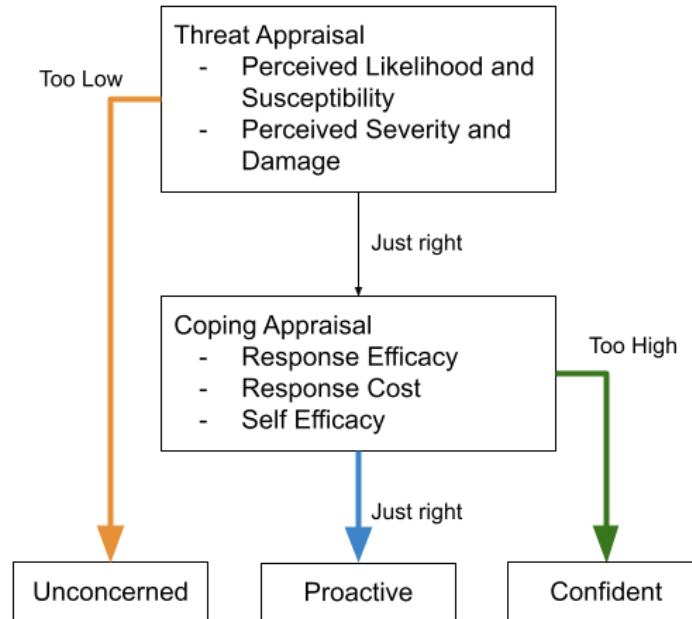 Threat Appraisal
- Perceived Likelihood and
Susceptibility
- Perceived Severity and
Damage
Too Low
Just right
Coping Appraisal
- Response Efficacy
- Response Cost
- Self Efficacy
Too High
Just right
Unconcerned
Proactive
Confident